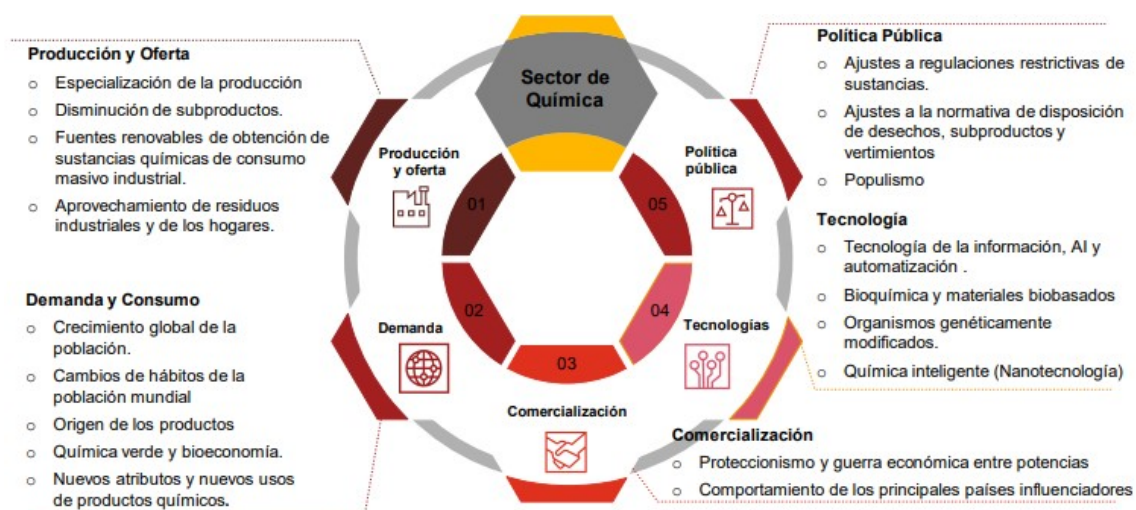 Producción y Oferta
o Especialización de la producción
o Disminución de subproductos.
o Fuentes renovables de obtención de
sustancias químicas de consumo
masivo industrial.
o Aprovechamiento de residuos
industriales y de los hogares.
Demanda y Consumo
o Crecimiento global de la
población.
o Cambios de hábitos de la
población mundial
o Origen de los productos
o Química verde y bioeconomía.
o Nuevos atributos y nuevos usos
de productos químicos.
Sector de
Química
Producción
y oferta
01
Demanda
02
03
Comercialización
04
Tecnologías
05
Política
pública
Política Pública
o Ajustes a regulaciones restrictivas de
sustancias.
o Ajustes a la normativa de disposición
de desechos, subproductos y
vertimientos
o Populismo
Tecnología
o Tecnología de la información, AI y
automatización .
o Bioquímica y materiales biobasados
o Organismos genéticamente
modificados.
o Química inteligente (Nanotecnología)
Comercialización
o Proteccionismo y guerra económica entre potencias
o Comportamiento de los principales países influenciadores